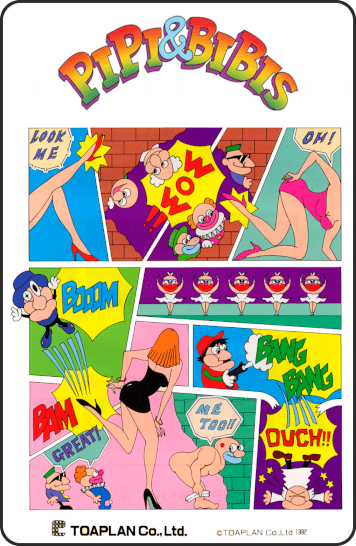 PIPI&BIBIS
LOOK
ME
WOW!!
OH!
BOOM
BANG
BANG
BAM
GREAT!
ME
TOO!!
OUCH!!
TOAPLAN Co.,Ltd.
©TOAPLAN Co.,Ltd 1992